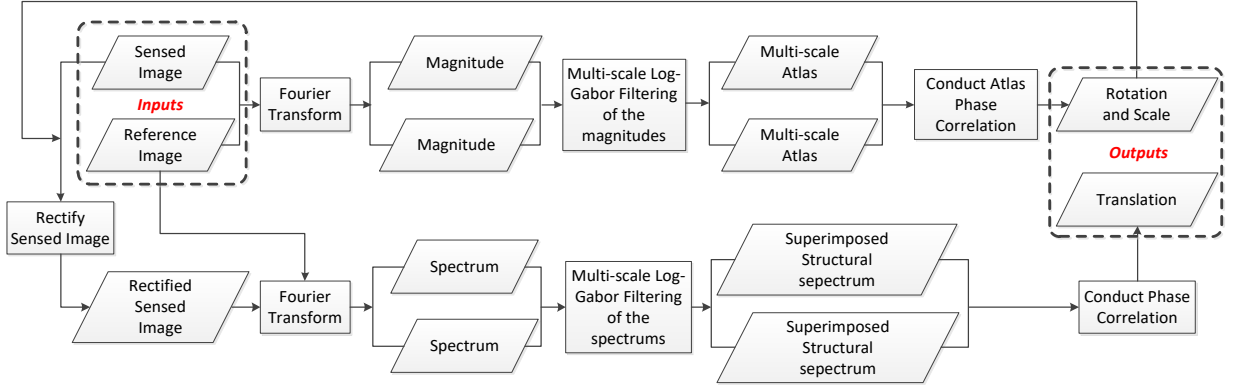 Sensed
Image
Inputs
Reference
Image
Fourier
Transform
Magnitude
Magnitude
Multi-scale Log-
Gabor Filtering
of the
magnitudes
Multi-scale
Atlas
Multi-scale
Atlas
Conduct Atlas
Phase
Correlation
Rotation
and Scale
Outputs
Translation
Rectify
Sensed Image
Rectified
Sensed
Image
Fourier
Transform
Spectrum
Spectrum
Multi-scale Log-
Gabor Filtering
of the
spectrums
Superimposed
Structural
sepectrum
Superimposed
Structural
sepectrum
Conduct Phase
Correlation